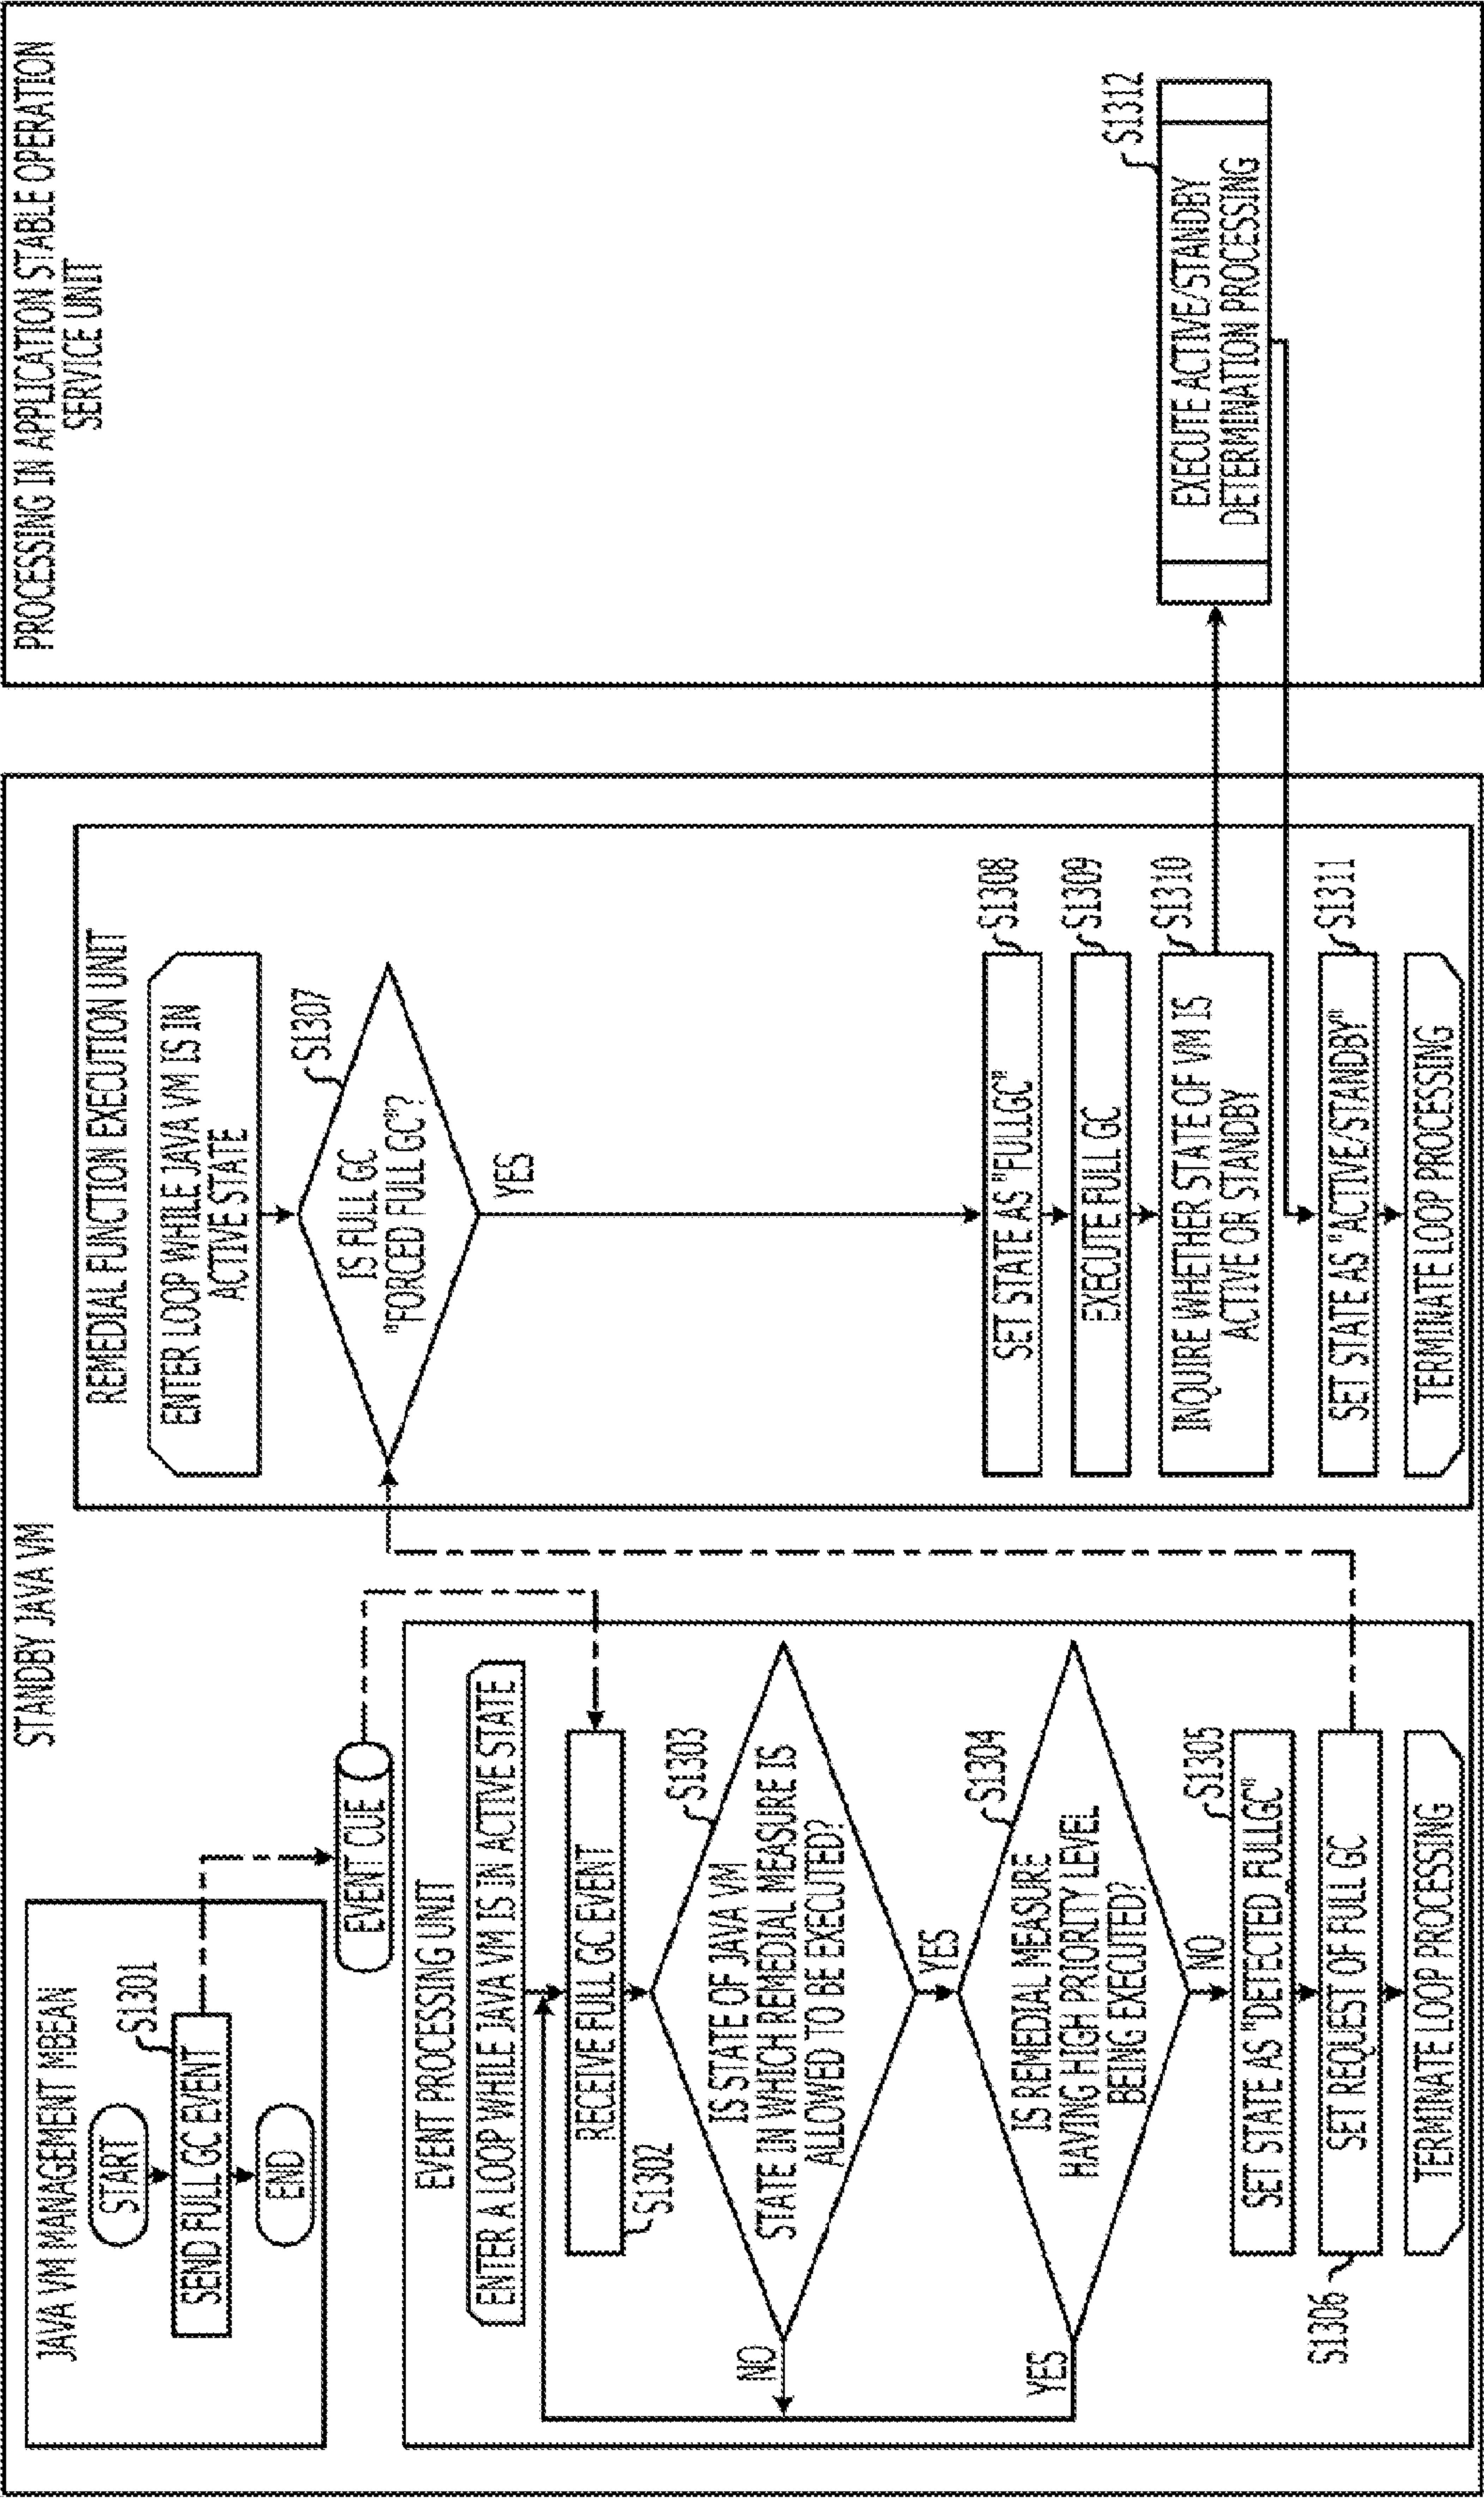 STANDBY JAVA VM
JAVA VM MANAGEMENT MBEAN
START
S1301
SEND FULL GC EVENT
END
EVENT CUE
EVENT PROCESSING UNIT
ENTER A LOOP WHILE JAVA VM IS IN ACTIVE STATE
RECEIVE FULL GC EVENT
S1302
S1303
IS STATE OF JAVA VM
STATE IN WHICH REMEDIAL MEASURE IS
ALLOWED TO BE EXECUTED?
NO
YES
S1304
IS REMEDIAL MEASURE
HAVING HIGH PRIORITY LEVEL
BEING EXECUTED?
YES
NO
S1305
SET STATE AS "DETECTED FULLGC"
SET REQUEST OF FULL GC
S1306
TERMINATE LOOP PROCESSING
REMEDIAL FUNCTION EXECUTION UNIT
ENTER LOOP WHILE JAVA VM IS IN
ACTIVE STATE
S1307
IS FULL GC
"FORCED FULL GC"?
YES
S1308
SET STATE AS "FULLGC"
S1309
EXECUTE FULL GC
S1310
INQUIRE WHETHER STATE OF VM IS
ACTIVE OR STANDBY
S1311
SET STATE AS "ACTIVE/STANDBY"
TERMINATE LOOP PROCESSING
PROCESSING IN APPLICATION STABLE OPERATION
SERVICE UNIT
S1312
EXECUTE ACTIVE/STANDBY
DETERMINATION PROCESSING